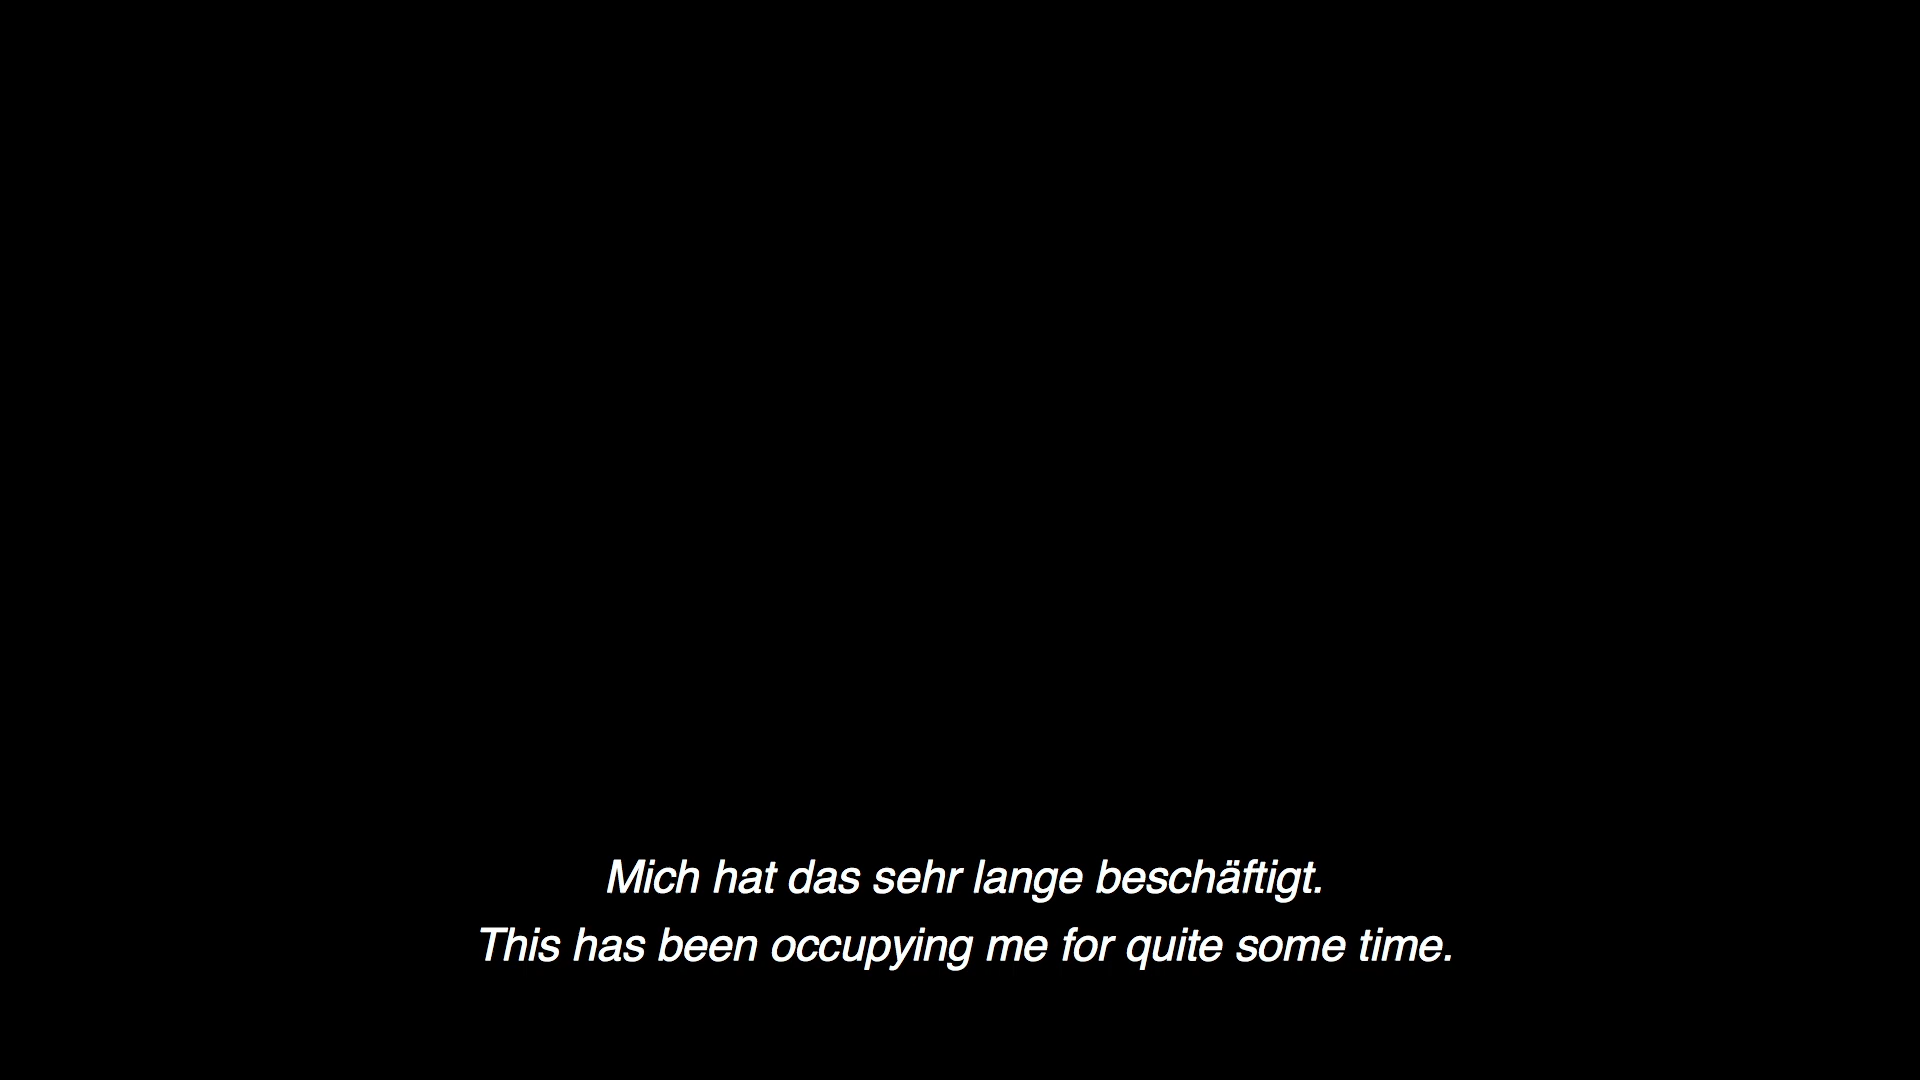 Mich hat das sehr lange beschäftigt.
This has been occupying me for quite some time.